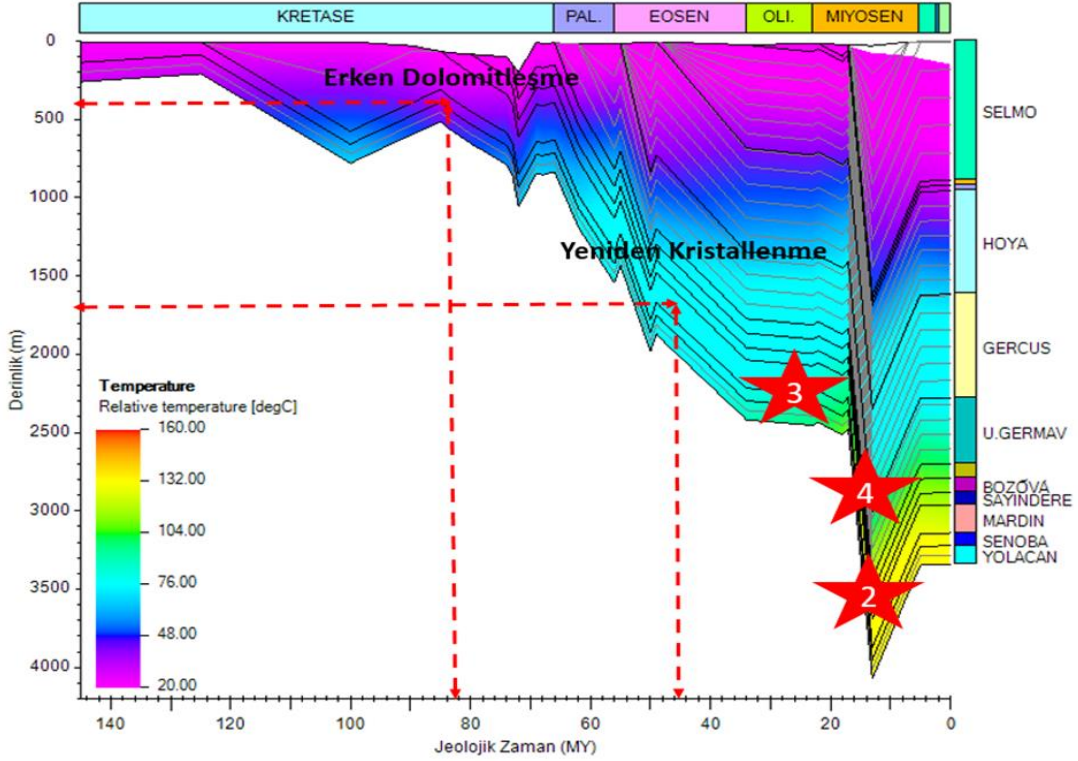 KRETASE PAL. EOSEN OLI. MIYOSEN
0
500
1000
1500
2000
2500
3000
3500
4000
Derinlik (m)
Erken Dolomitleşme
Yeniden Kristallenme
3
4
2
Temperature
Relative temperature [degC]
160.00
132.00
104.00
76.00
48.00
20.00
SELMO
HOYA
GERCUS
U.GERMAV
BOZOVA
SAYINDERE
MARDIN
SENOBA
YOLACAN
140 120 100 80 60 40 20 0
Jeolojik Zaman (MY)